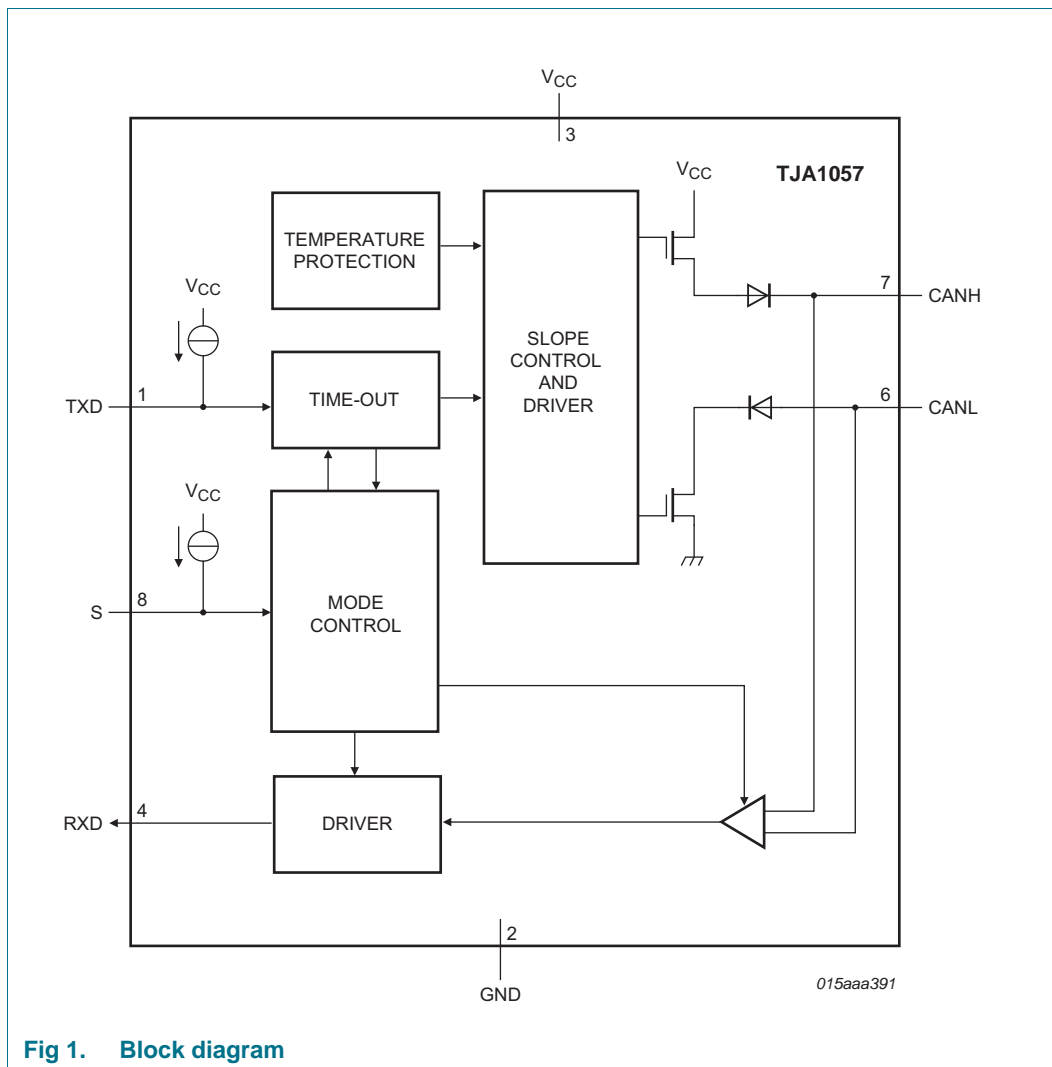 VCC
3
TJA1057
VCC
TEMPERATURE
PROTECTION
VCC
SLOPE
CONTROL
AND
DRIVER
7
CANH
TXD
1
TIME-OUT
6
CANL
VCC
S
8
MODE
CONTROL
RXD
4
DRIVER
2
GND
015aaa391
Fig 1. Block diagram